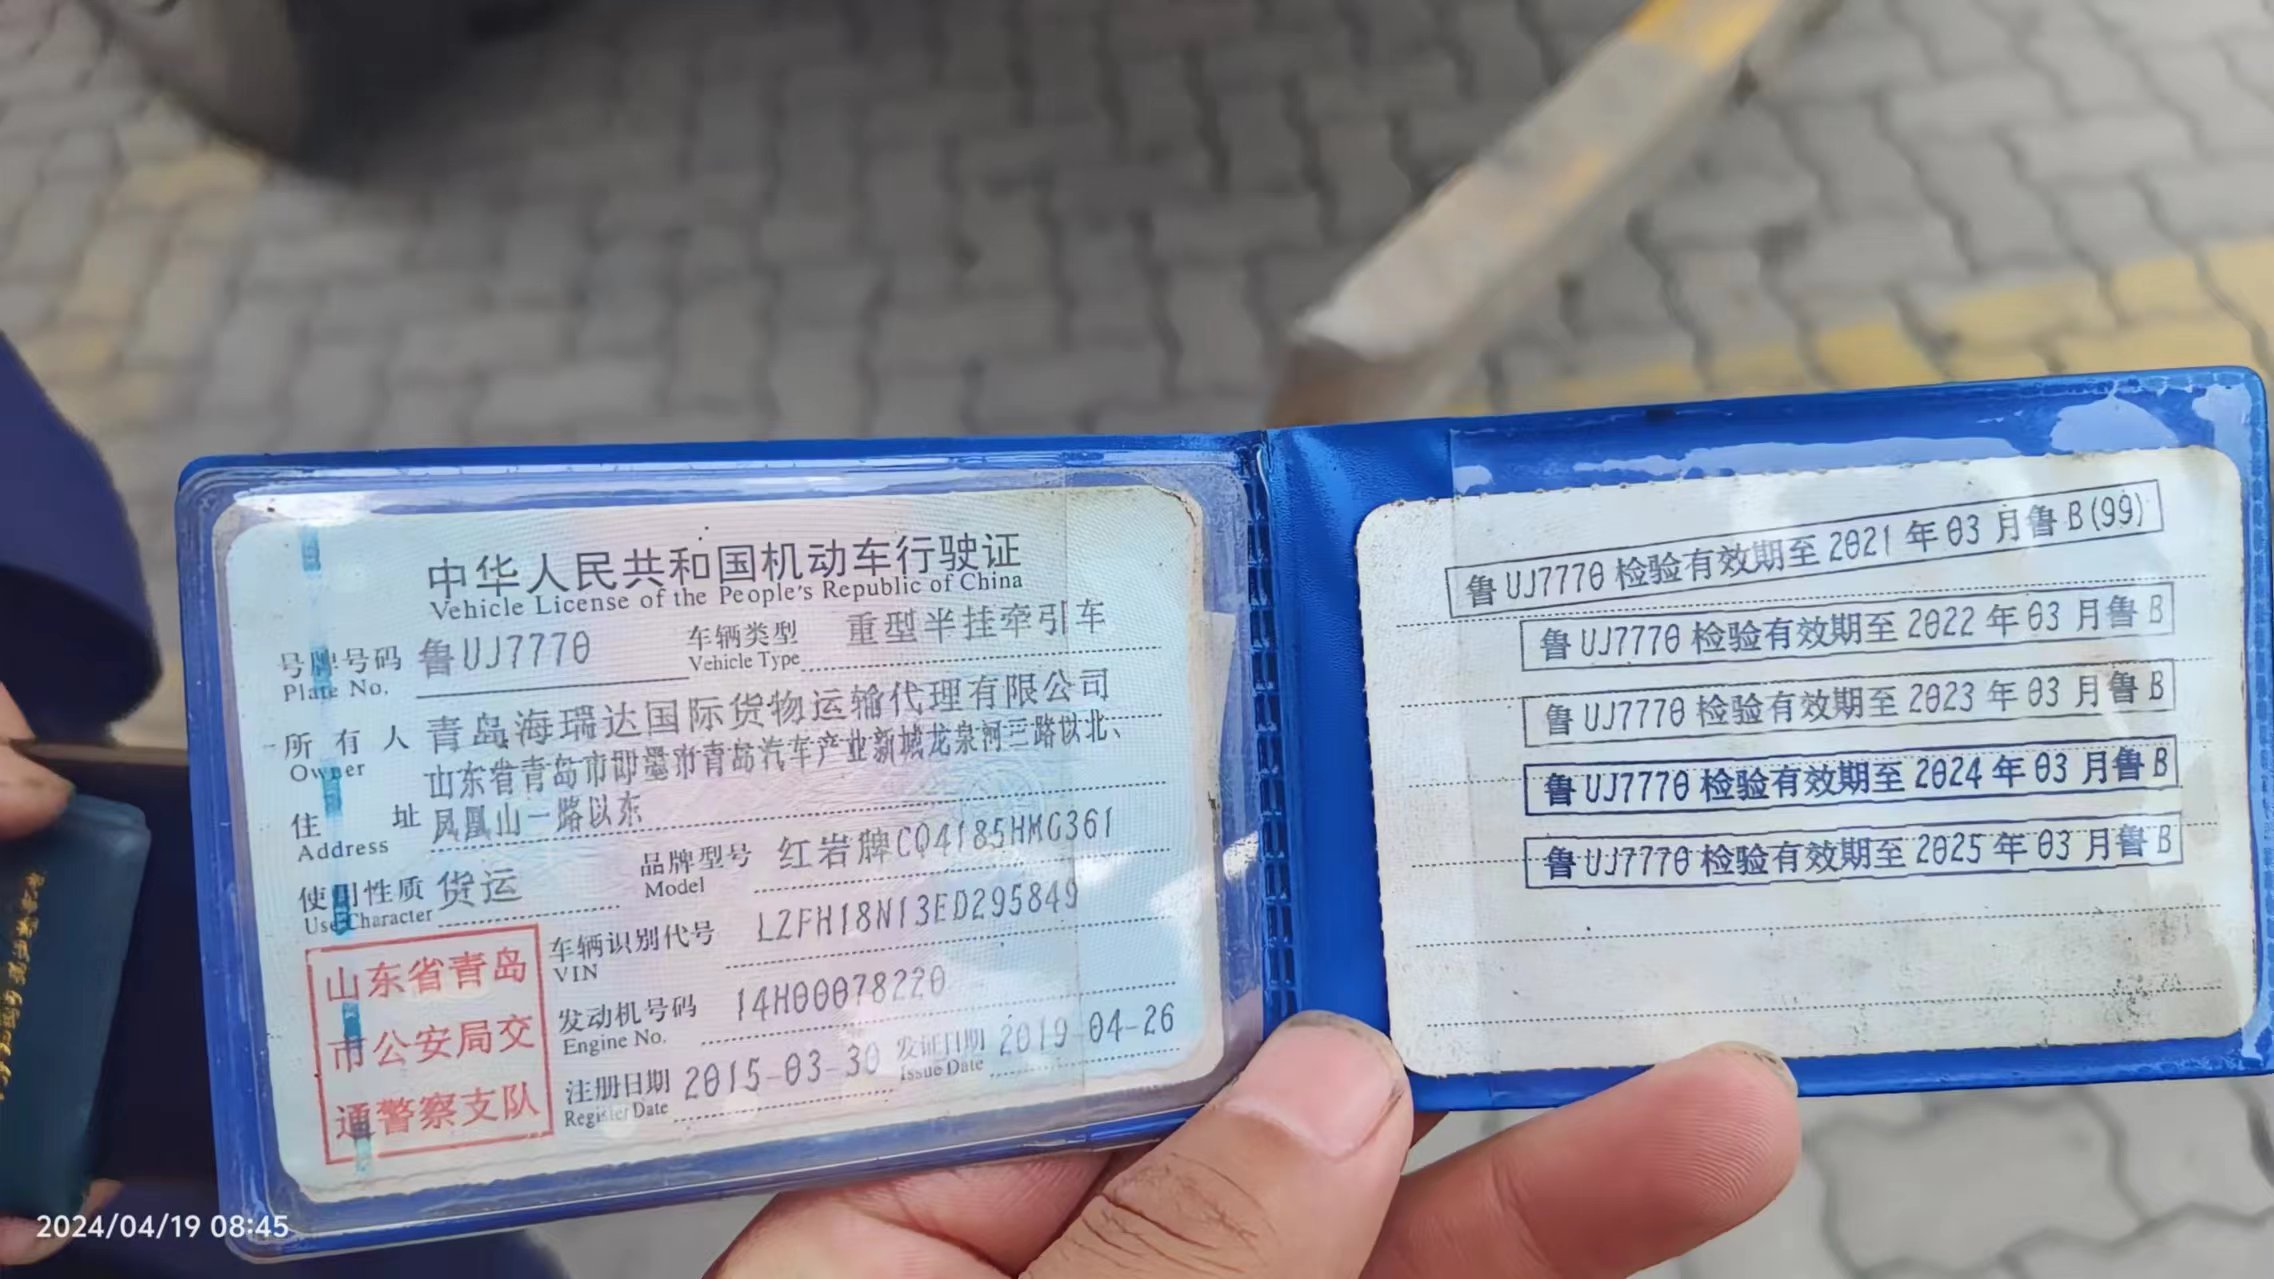 中华人民共和国机动车行驶证
Vehicle License of the People's Republic of China
号牌号码 鲁UJ7770 车辆类型 重型半挂牵引车
Plate No. Vehicle Type
所有人 青岛海瑞达国际货物运输代理有限公司
Owner
山东省青岛市即墨市青岛汽车产业新城龙泉河三路以北、
住址 凤凰山一路以东
Address
使用性质 货运 品牌型号 红岩牌CQ4185HMG361
Use Character Model
车辆识别代号 LZFH18N13ED295849
VIN
发动机号码 14H00078220
Engine No.
注册日期 2015-03-30 发证日期 2019-04-26
Register Date Issue Date
山东省青岛
市公安局交
通警察支队
鲁UJ7770检验有效期至2021年03月鲁B(99)
鲁UJ7770检验有效期至2022年03月鲁B
鲁UJ7770检验有效期至2023年03月鲁B
鲁UJ7770检验有效期至2024年03月鲁B
鲁UJ7770检验有效期至2025年03月鲁B
2024/04/19 08:45